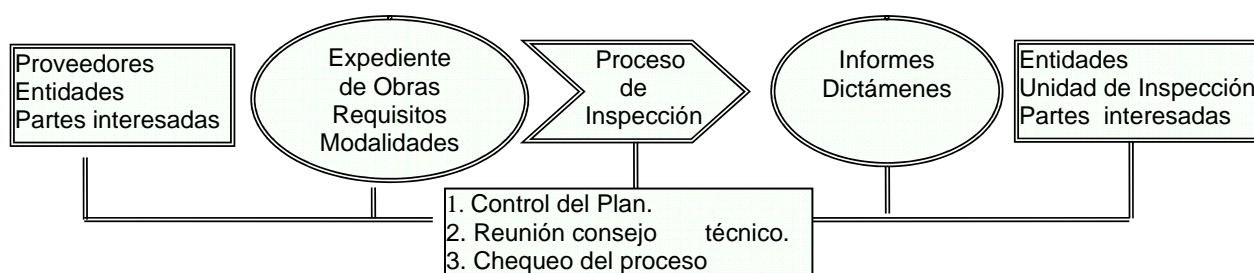 Proveedores
Entidades
Partes interesadas
Expediente
de Obras
Requisitos
Modalidades
Proceso
de
Inspección
Informes
Dictámenes
Entidades
Unidad de Inspección
Partes interesadas
1. Control del Plan.
2. Reunión consejo técnico.
3. Chequeo del proceso